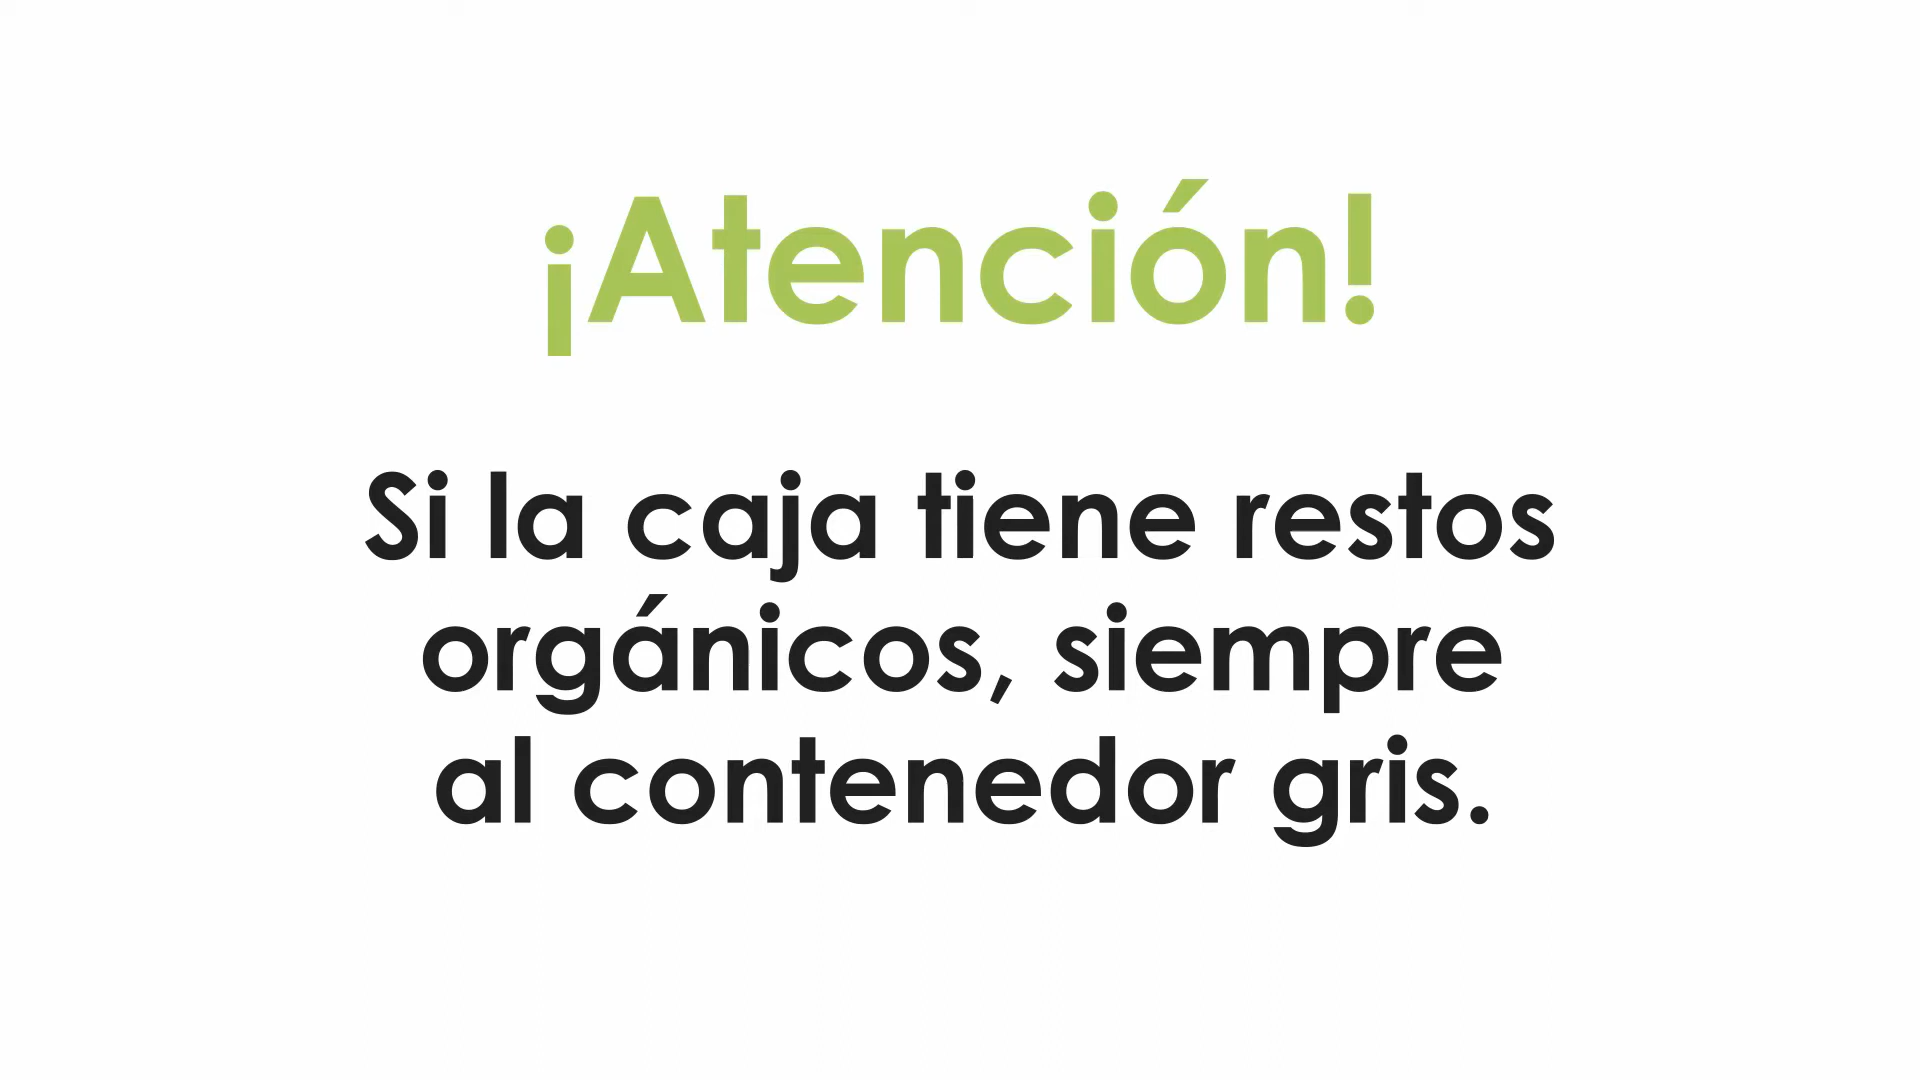 ¡Atención!
Si la caja tiene restos
orgánicos, siempre
al contenedor gris.